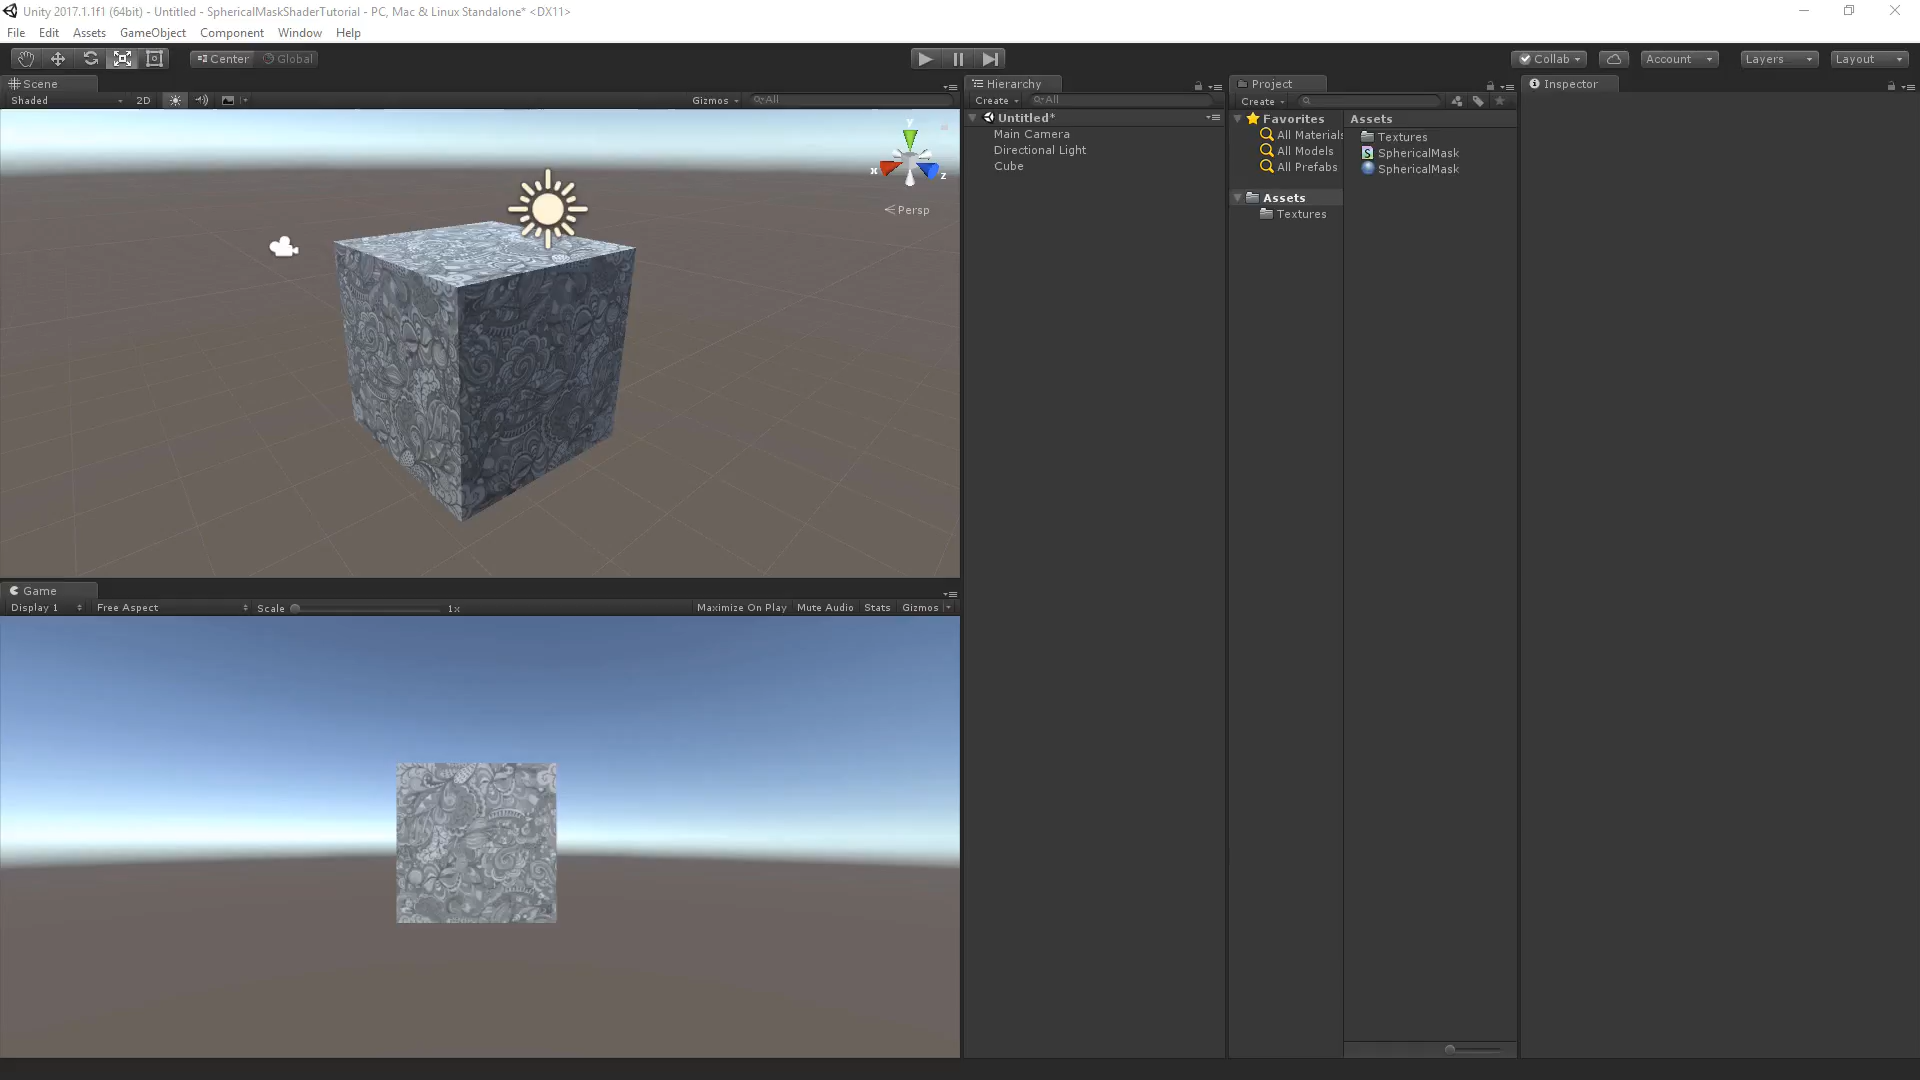 Unity 2017.1.1f1 (64bit) - Untitled - SphericalMaskShaderTutorial - PC, Mac & Linux Standalone* <DX11>
File Edit Assets GameObject Component Window Help
Center Global Collab Account Layers Layout
Scene
Shaded 2D Gizmos All
y
x z
Persp
Game
Display 1 Free Aspect Scale 1x Maximize On Play Mute Audio Stats Gizmos
Hierarchy
Create All
Untitled*
Main Camera
Directional Light
Cube
Project
Create
Favorites
All Materials
All Models
All Prefabs
Assets
Textures
Assets
Textures
SphericalMask
SphericalMask
Inspector